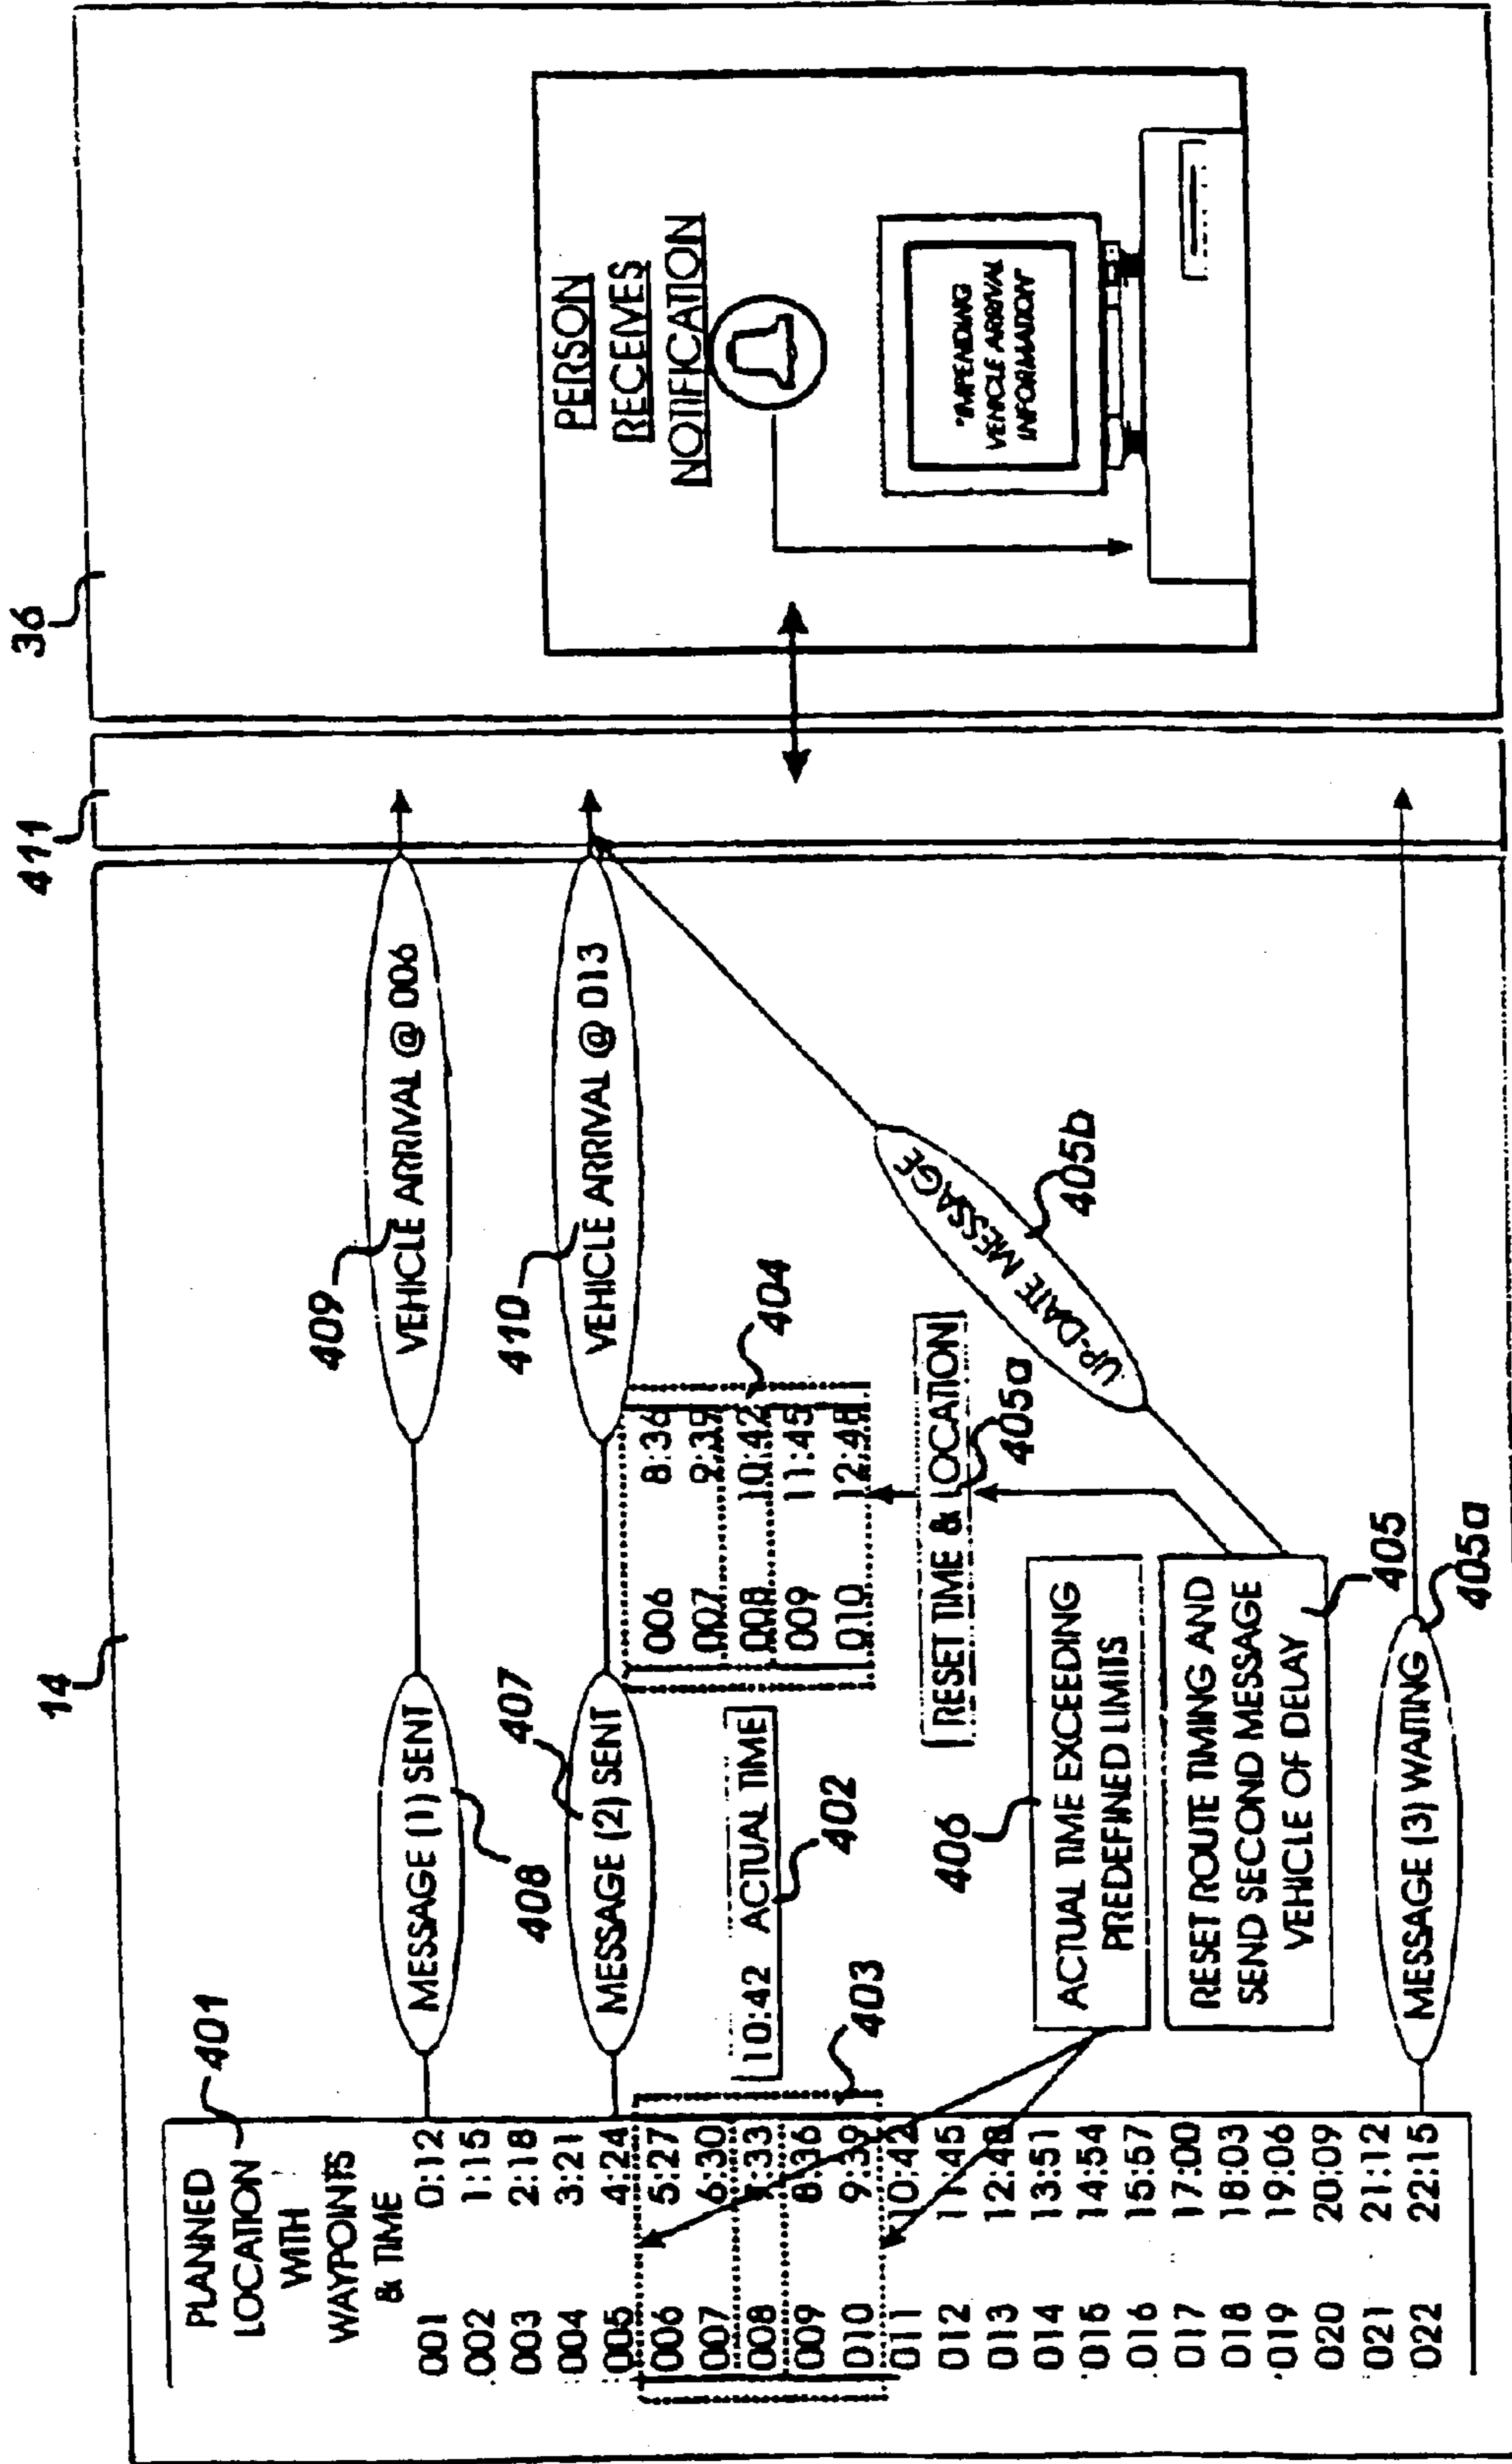 14
411
36
401
PLANNED
LOCATION
WITH
WAYPOINTS
& TIME
001 0:12
002 1:15
003 2:18
004 3:21
005 4:24
006 5:27
007 6:30
008 7:33
009 8:36
010 9:39
011 10:42
012 11:45
013 12:48
014 13:51
015 14:54
016 15:57
017 17:00
018 18:03
019 19:06
020 20:09
021 21:12
022 22:15
MESSAGE (1) SENT
408
409
VEHICLE ARRIVAL @ 006
MESSAGE (2) SENT
407
410
VEHICLE ARRIVAL @ 013
10:42 ACTUAL TIME
402
403
006 8:36
007 9:39
008 10:42
009 11:45
010 12:48
404
RESET TIME & LOCATION
405a
406
ACTUAL TIME EXCEEDING
PREDEFINED LIMITS
RESET ROUTE TIMING AND
SEND SECOND MESSAGE
VEHICLE OF DELAY
405
UP-DATE MESSAGE
405b
MESSAGE (3) WAITING
405a
PERSON
RECEIVES
NOTIFICATION
"IMPENDING
VEHICLE ARRIVAL
INFORMATION"